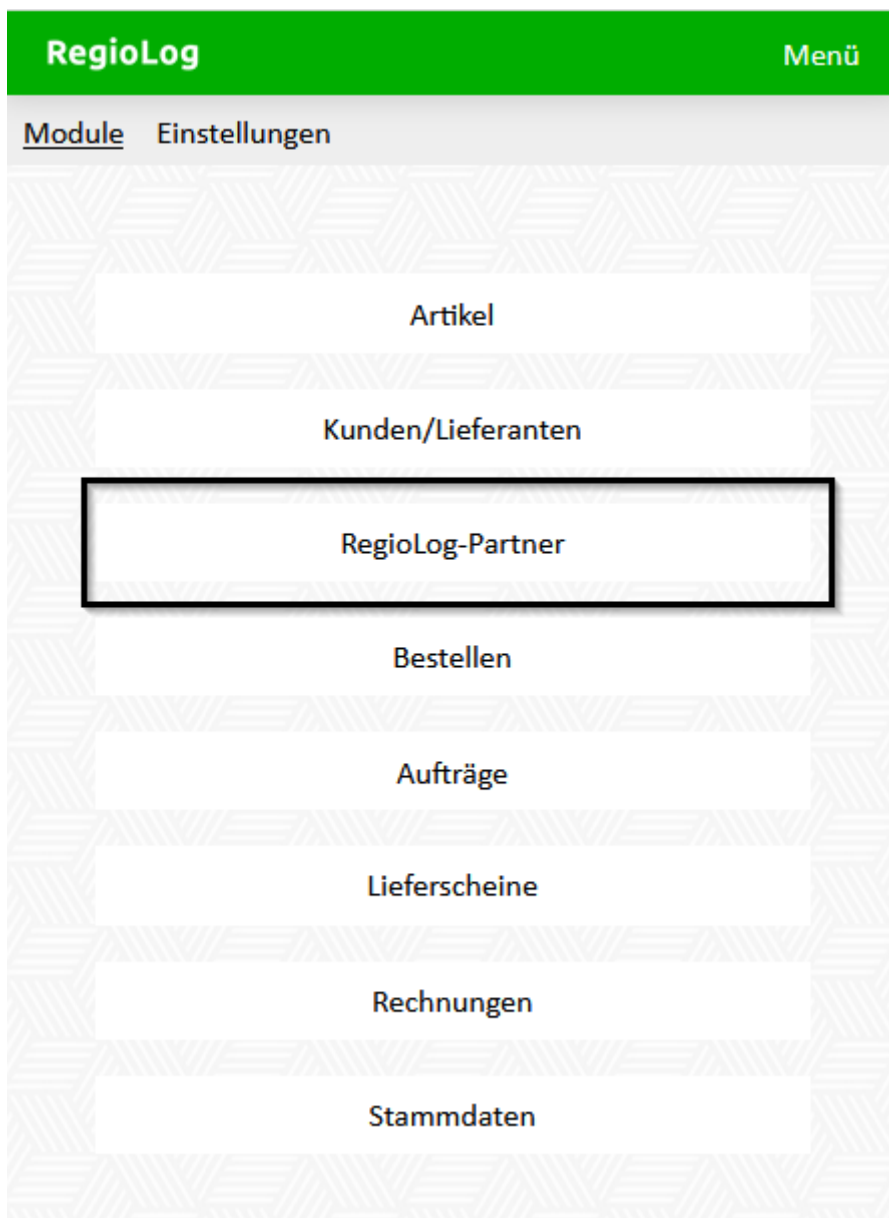 RegioLog
Menü
Module Einstellungen
Artikel
Kunden/Lieferanten
RegioLog-Partner
Bestellen
Aufträge
Lieferscheine
Rechnungen
Stammdaten